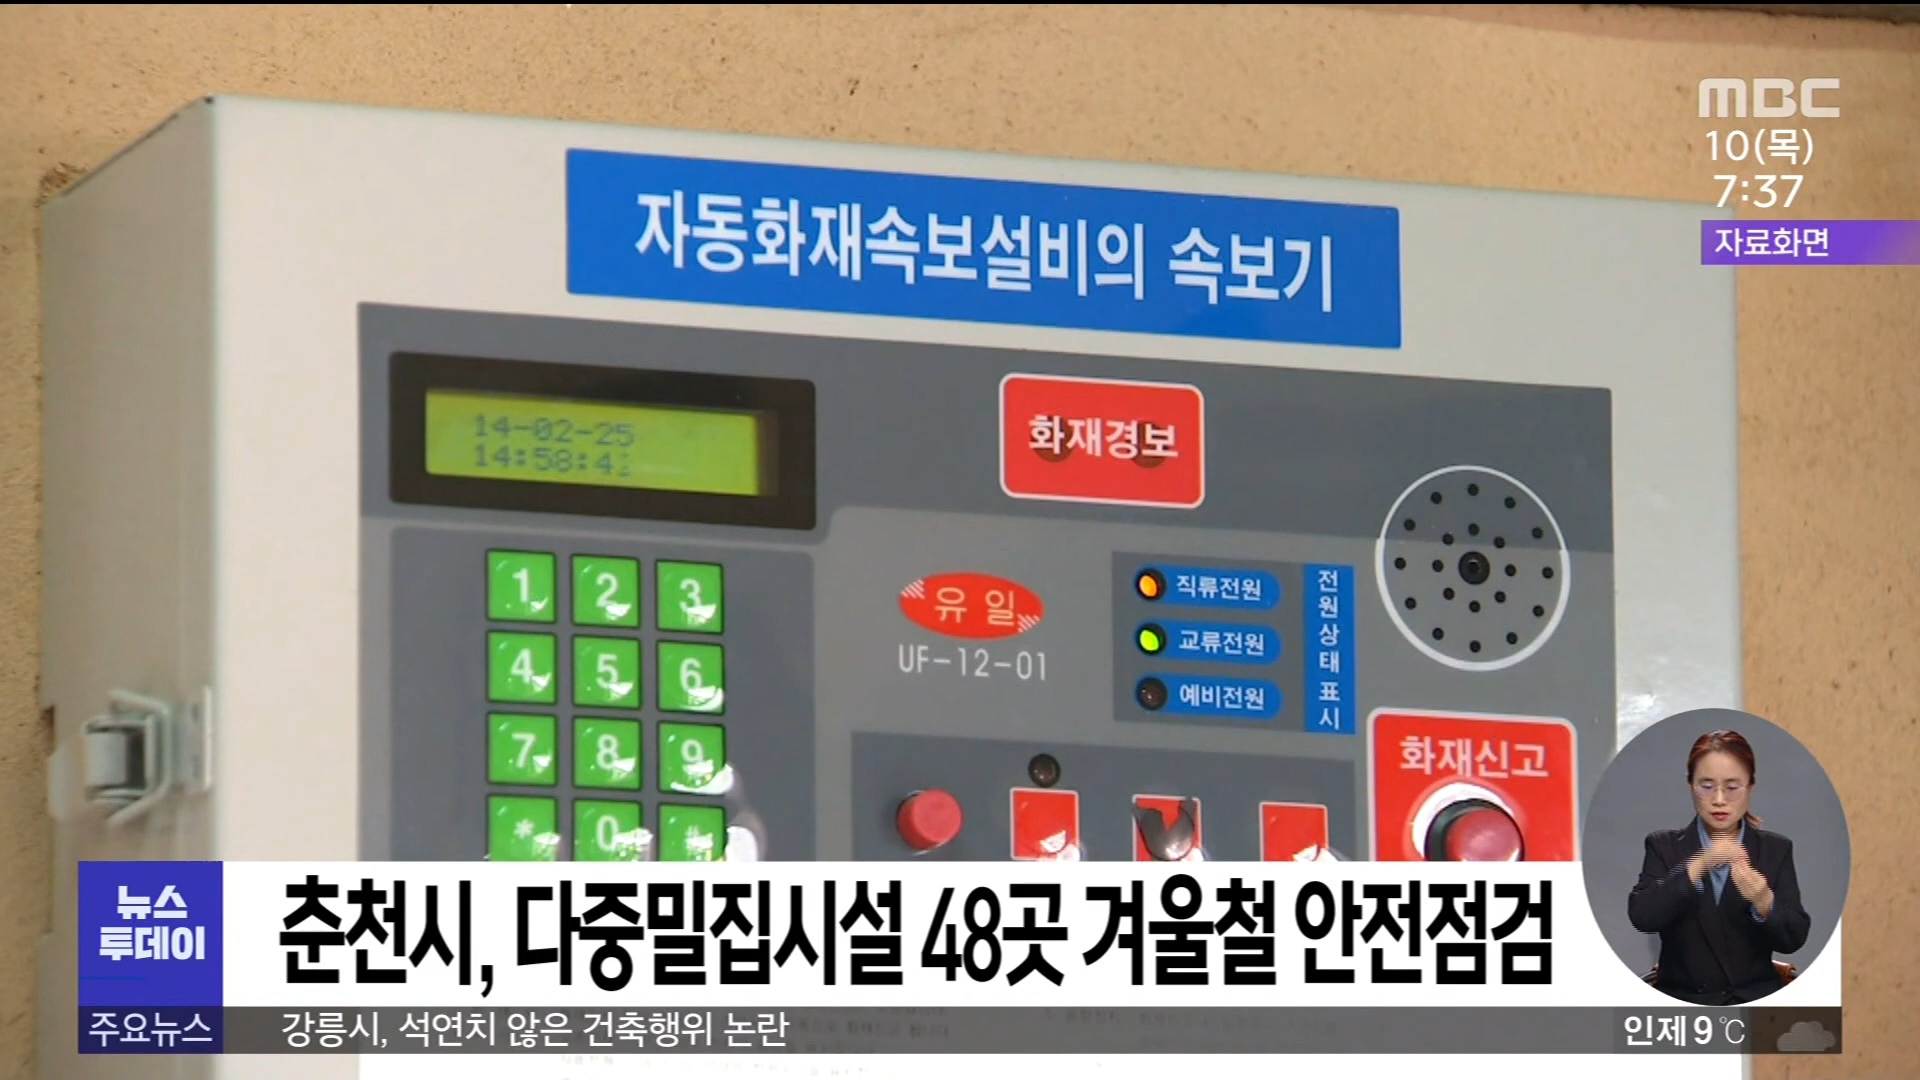 MBC
10(목)
7:37
자료화면
자동화재속보설비의 속보기
14-02-25
화재경보
1 2 3
4 5 6
7 8 9
* 0 #
유일
UF-12-01
직류전원
교류전원
예비전원
전원상태표시
화재신고
뉴스
투데이
춘천시, 다중밀집시설 48곳 겨울철 안전점검
주요뉴스
강릉시, 석연치 않은 건축행위 논란
인제 9℃